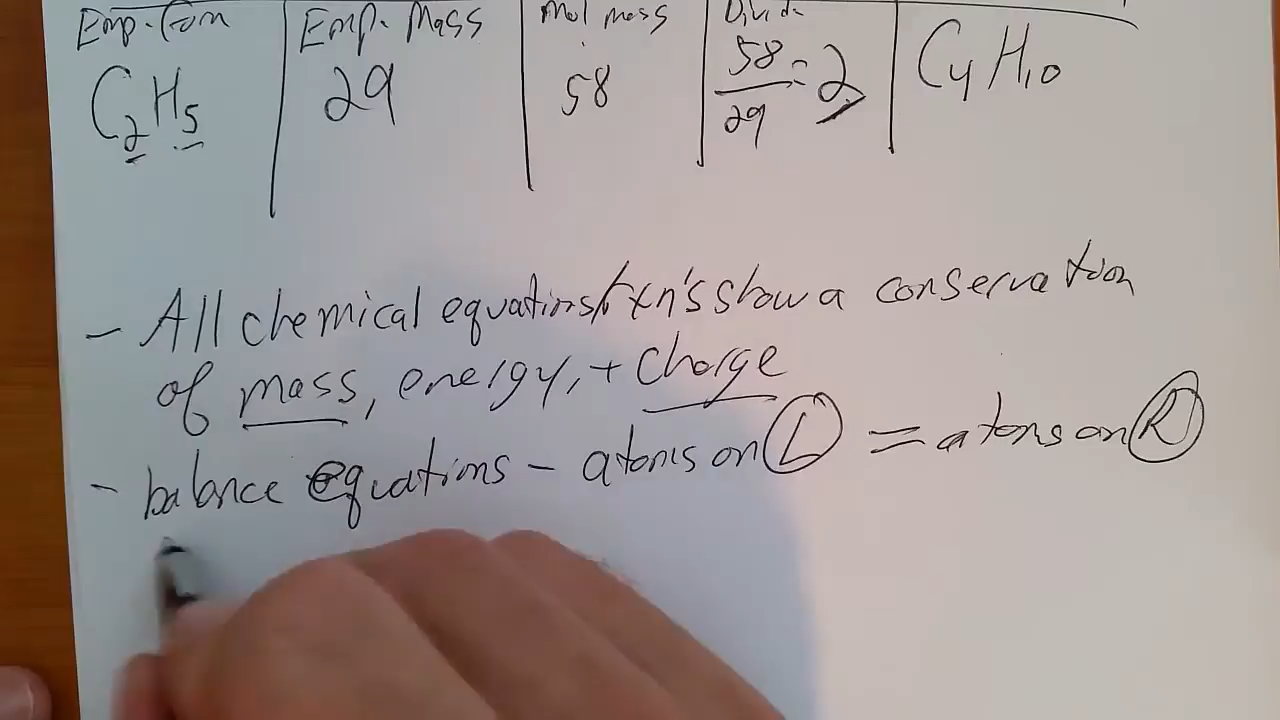 Emp. Form Emp. Mass Mol mass Divide
C2H5 29 58 58/29 = 2 C4H10
- All chemical equations/rxn's show a conservation
of mass, energy, + charge
- balance equations - atoms on L = atoms on R